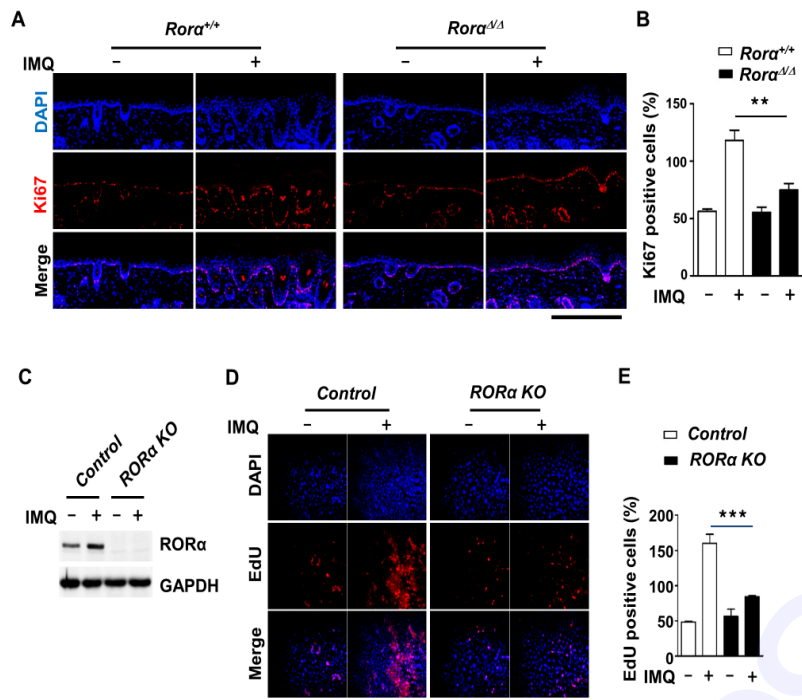 A
Rorα+/+
RorαΔ/Δ
IMQ – + – +
DAPI
Ki67
Merge
B
Rorα+/+
RorαΔ/Δ
Ki67 positive cells (%)
150
100
50
0
**
IMQ – + – +
C
Control
RORα KO
IMQ – + – +
RORα
GAPDH
D
Control
RORα KO
IMQ – + – +
DAPI
EdU
Merge
E
Control
RORα KO
EdU positive cells (%)
200
150
100
50
0
***
IMQ – + – +